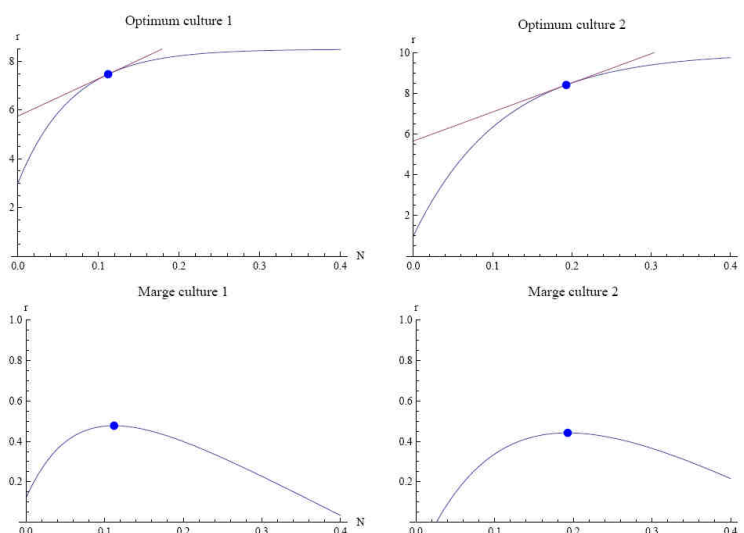 Optimum culture 1
r
8
6
4
2
0.0 0.1 0.2 0.3 0.4 N
Optimum culture 2
r
10
8
6
4
2
0.0 0.1 0.2 0.3 0.4
Marge culture 1
r
1.0
0.8
0.6
0.4
0.2
0.0 0.1 0.2 0.3 0.4 N
Marge culture 2
r
1.0
0.8
0.6
0.4
0.2
0.0 0.1 0.2 0.3 0.4